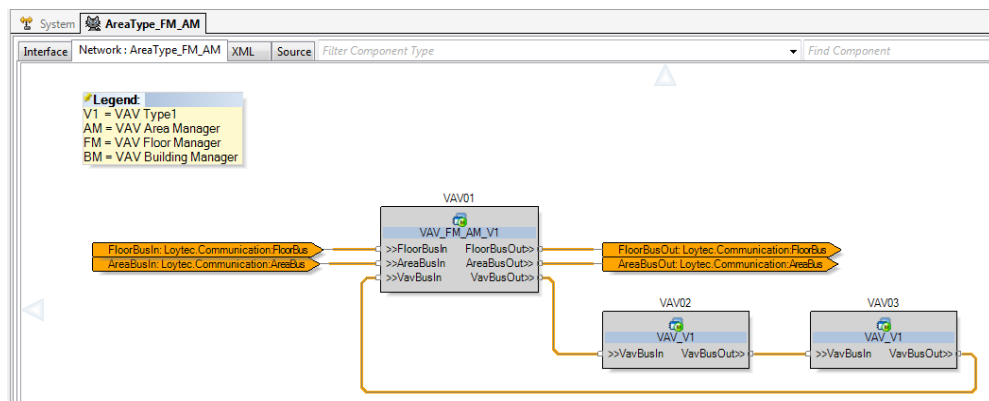 System AreaType_FM_AM
Interface Network : AreaType_FM_AM XML Source Filter Component Type Find Component
Legend:
V1 = VAV Type1
AM = VAV Area Manager
FM = VAV Floor Manager
BM = VAV Building Manager
VAV01
VAV_FM_AM_V1
FloorBusIn: Loytec.Communication:FloorBus >>FloorBusIn FloorBusOut>> FloorBusOut: Loytec.Communication:FloorBus
AreaBusIn: Loytec.Communication:AreaBus >>AreaBusIn AreaBusOut>> AreaBusOut: Loytec.Communication:AreaBus
>>VavBusIn VavBusOut>>
VAV02 VAV03
VAV_V1 VAV_V1
>>VavBusIn VavBusOut>> >>VavBusIn VavBusOut>>